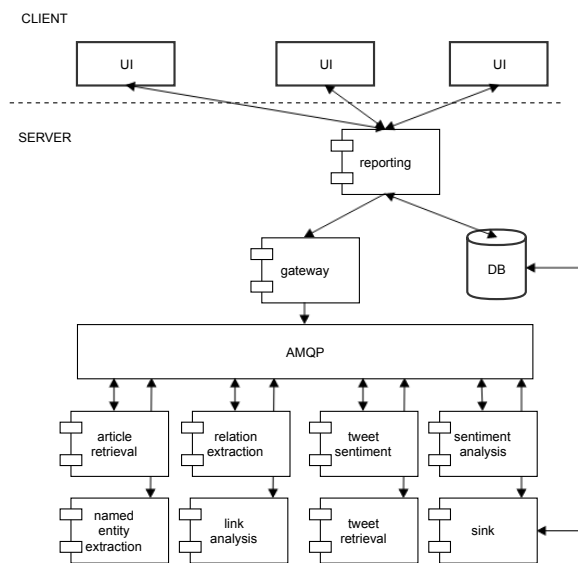 CLIENT
UI
UI
UI
SERVER
reporting
gateway
DB
AMQP
article
retrieval
relation
extraction
tweet
sentiment
sentiment
analysis
named
entity
extraction
link
analysis
tweet
retrieval
sink